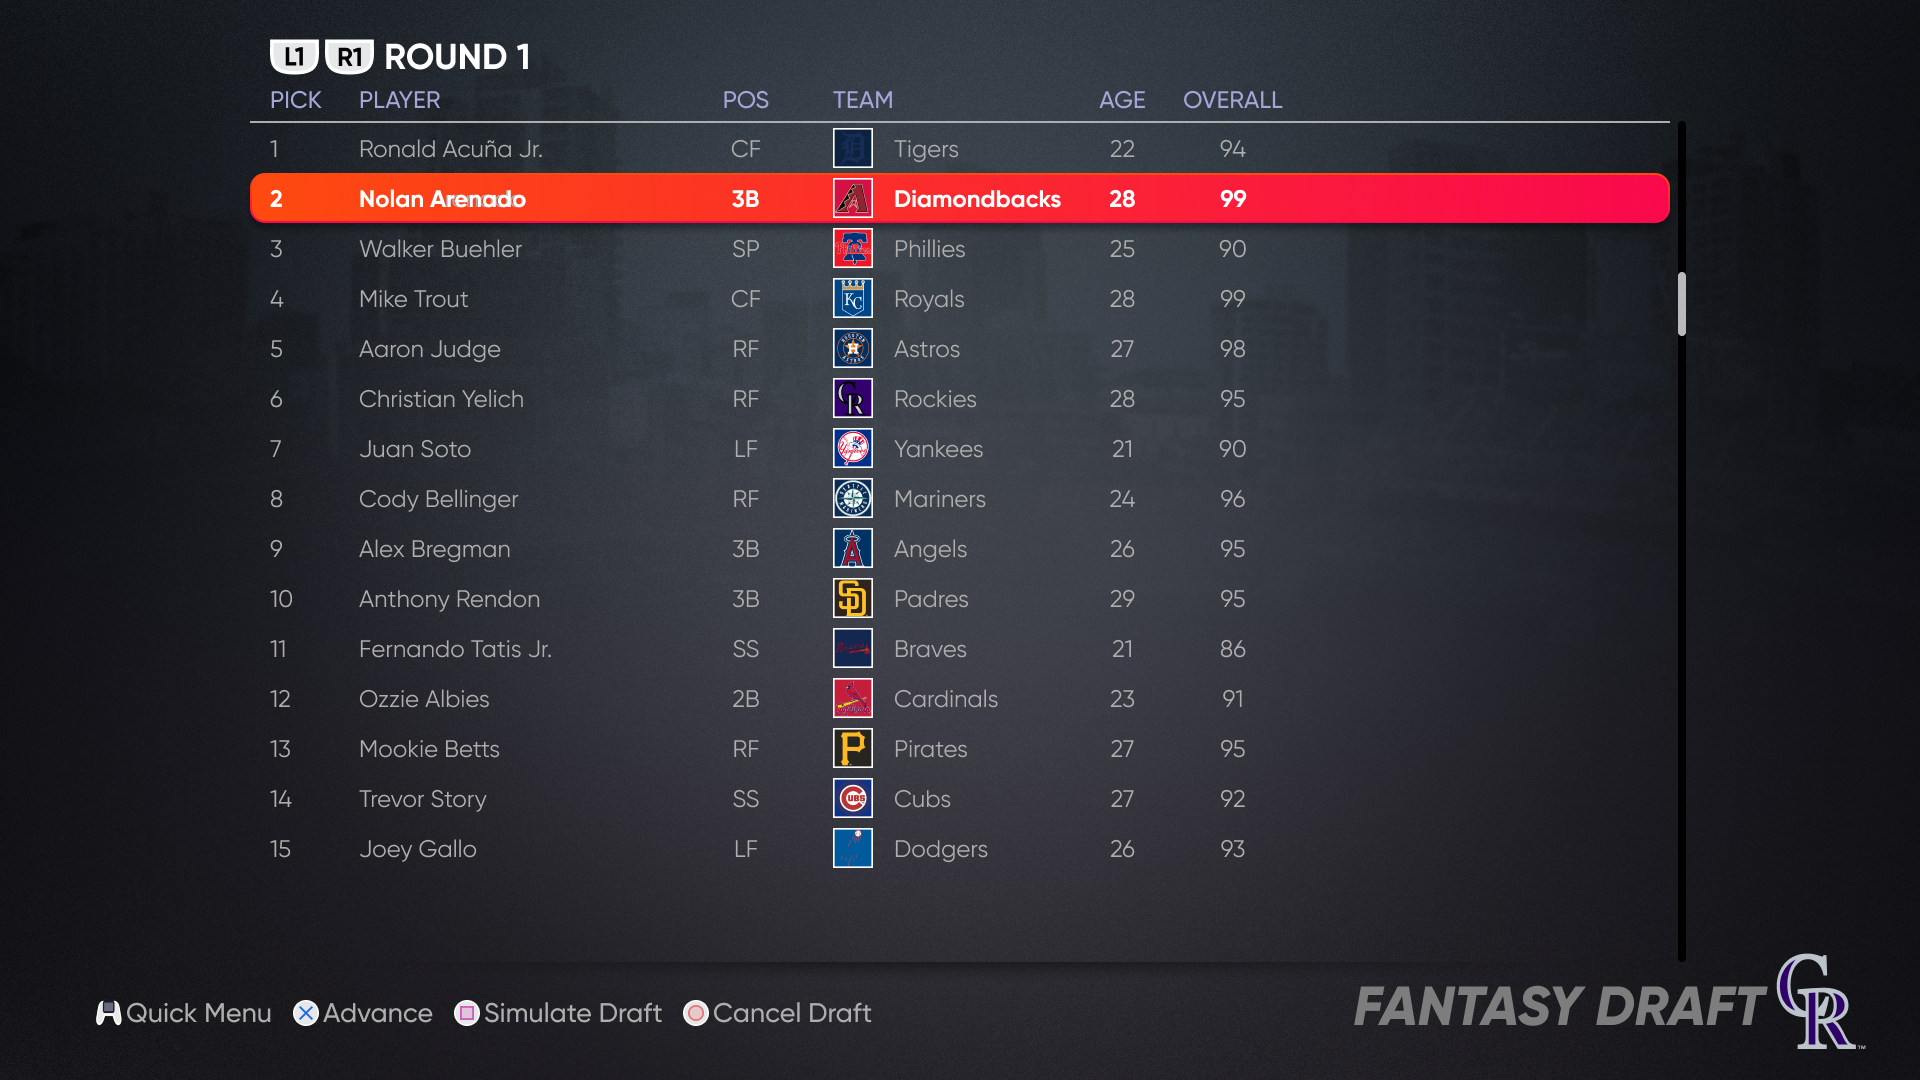 L1 R1 ROUND 1
PICK PLAYER POS TEAM AGE OVERALL
1 Ronald Acuña Jr. CF Tigers 22 94
2 Nolan Arenado 3B Diamondbacks 28 99
3 Walker Buehler SP Phillies 25 90
4 Mike Trout CF KC Royals 28 99
5 Aaron Judge RF Astros 27 98
6 Christian Yelich RF CR Rockies 28 95
7 Juan Soto LF Yankees 21 90
8 Cody Bellinger RF Mariners 24 96
9 Alex Bregman 3B A Angels 26 95
10 Anthony Rendon 3B SD Padres 29 95
11 Fernando Tatis Jr. SS Braves 21 86
12 Ozzie Albies 2B Cardinals 23 91
13 Mookie Betts RF P Pirates 27 95
14 Trevor Story SS CUBS Cubs 27 92
15 Joey Gallo LF Dodgers 26 93
Quick Menu Advance Simulate Draft Cancel Draft
FANTASY DRAFT CR™